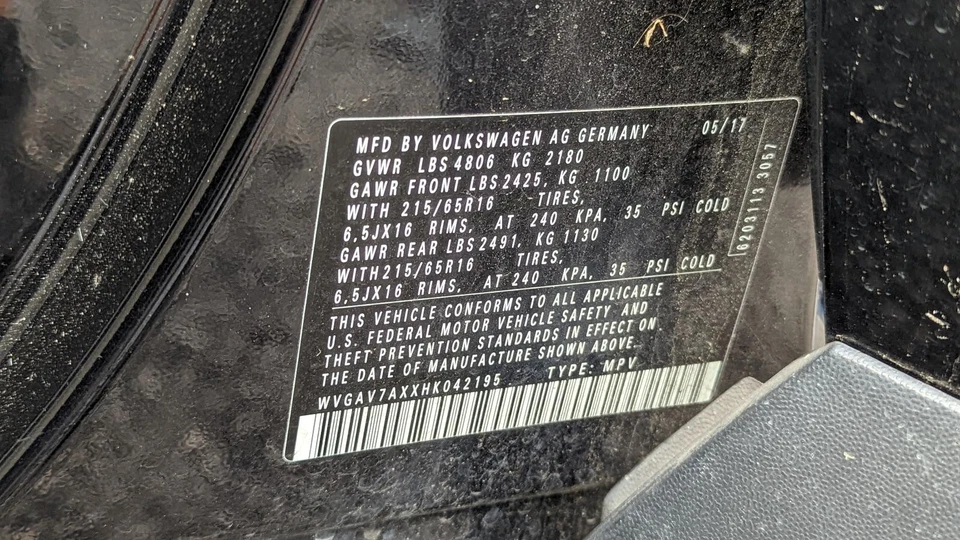 MFD BY VOLKSWAGEN AG GERMANY 05/17
GVWR LBS 4806 KG 2180
GAWR FRONT LBS 2425, KG 1100
WITH 215/65R16 TIRES,
6,5JX16 RIMS, AT 240 KPA, 35 PSI COLD
GAWR REAR LBS 2491, KG 1130
WITH 215/65R16 TIRES,
6,5JX16 RIMS, AT 240 KPA, 35 PSI COLD
THIS VEHICLE CONFORMS TO ALL APPLICABLE
U.S. FEDERAL MOTOR VEHICLE SAFETY AND
THEFT PREVENTION STANDARDS IN EFFECT ON
THE DATE OF MANUFACTURE SHOWN ABOVE.
WVGAV7AXXHK042195 TYPE: MPV
6203113 3057